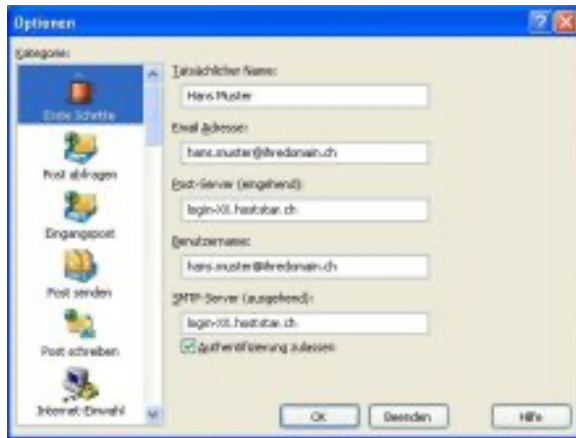 Optionen
Kategorie:
Erste Schritte
Post abfragen
Eingangspost
Post senden
Post schreiben
Internet-Einwahl
Tatsächlicher Name:
Hans Muster
Email Adresse:
hans.muster@ihredomain.ch
Post-Server (eingehend):
login-XX.hoststar.ch
Benutzername:
hans.muster@ihredomain.ch
SMTP-Server (ausgehend):
login-XX.hoststar.ch
Authentifizierung zulassen
OK
Beenden
Hilfe